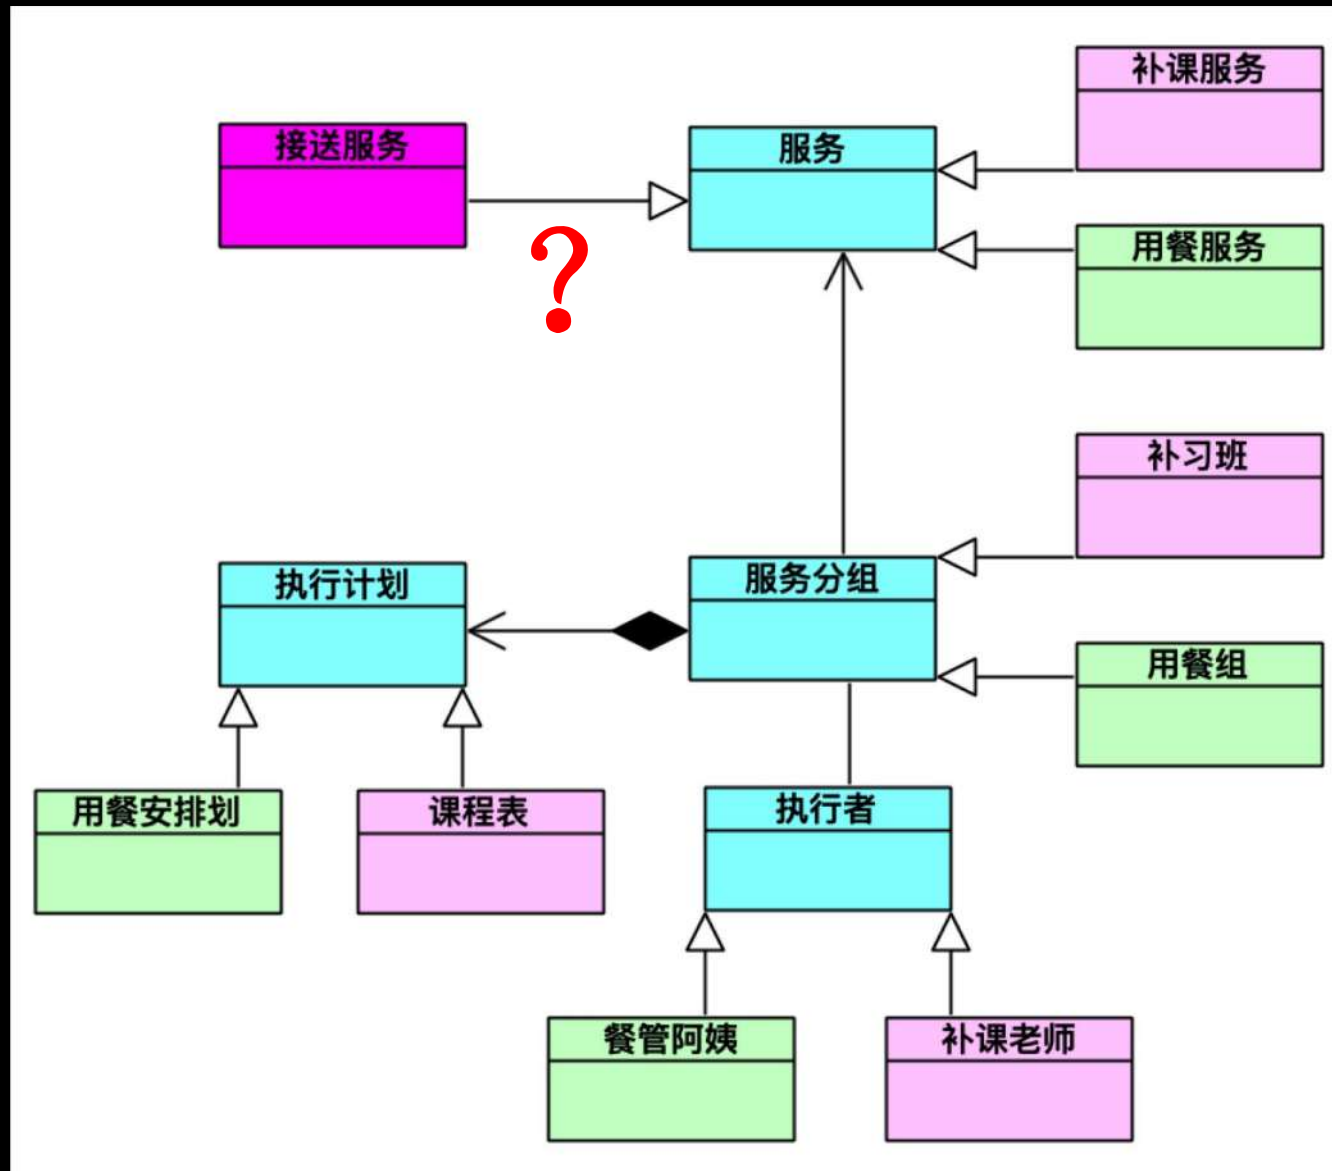 补课服务
接送服务
服务
用餐服务
?
补习班
执行计划
服务分组
用餐组
用餐安排划
课程表
执行者
餐管阿姨
补课老师